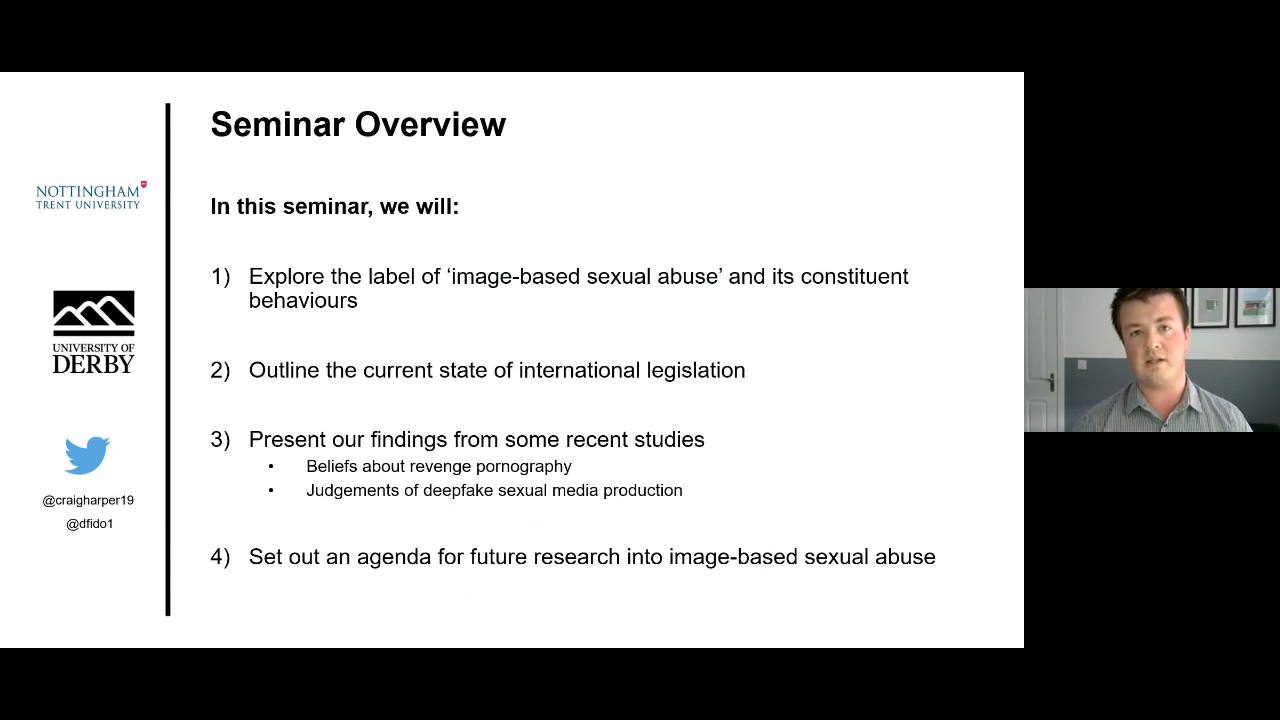 Seminar Overview
NOTTINGHAM
TRENT UNIVERSITY
UNIVERSITY OF
DERBY
@craigharper19
@dfido1
In this seminar, we will:
1) Explore the label of ‘image-based sexual abuse’ and its constituent
behaviours
2) Outline the current state of international legislation
3) Present our findings from some recent studies
• Beliefs about revenge pornography
• Judgements of deepfake sexual media production
4) Set out an agenda for future research into image-based sexual abuse